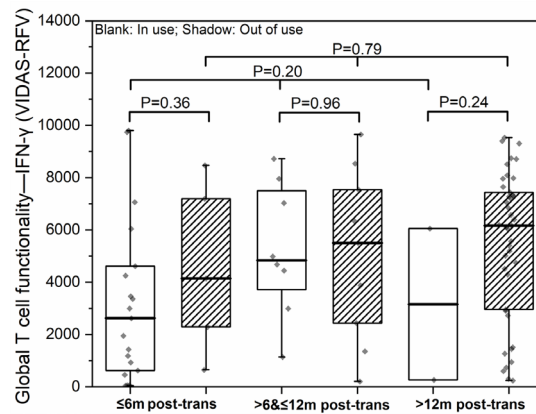 Global T cell functionality—IFN-γ (VIDAS-RFV)
14000
12000
10000
8000
6000
4000
2000
0
Blank: In use; Shadow: Out of use
P=0.79
P=0.20
P=0.36
P=0.96
P=0.24
≤6m post-trans
>6&≤12m post-trans
>12m post-trans